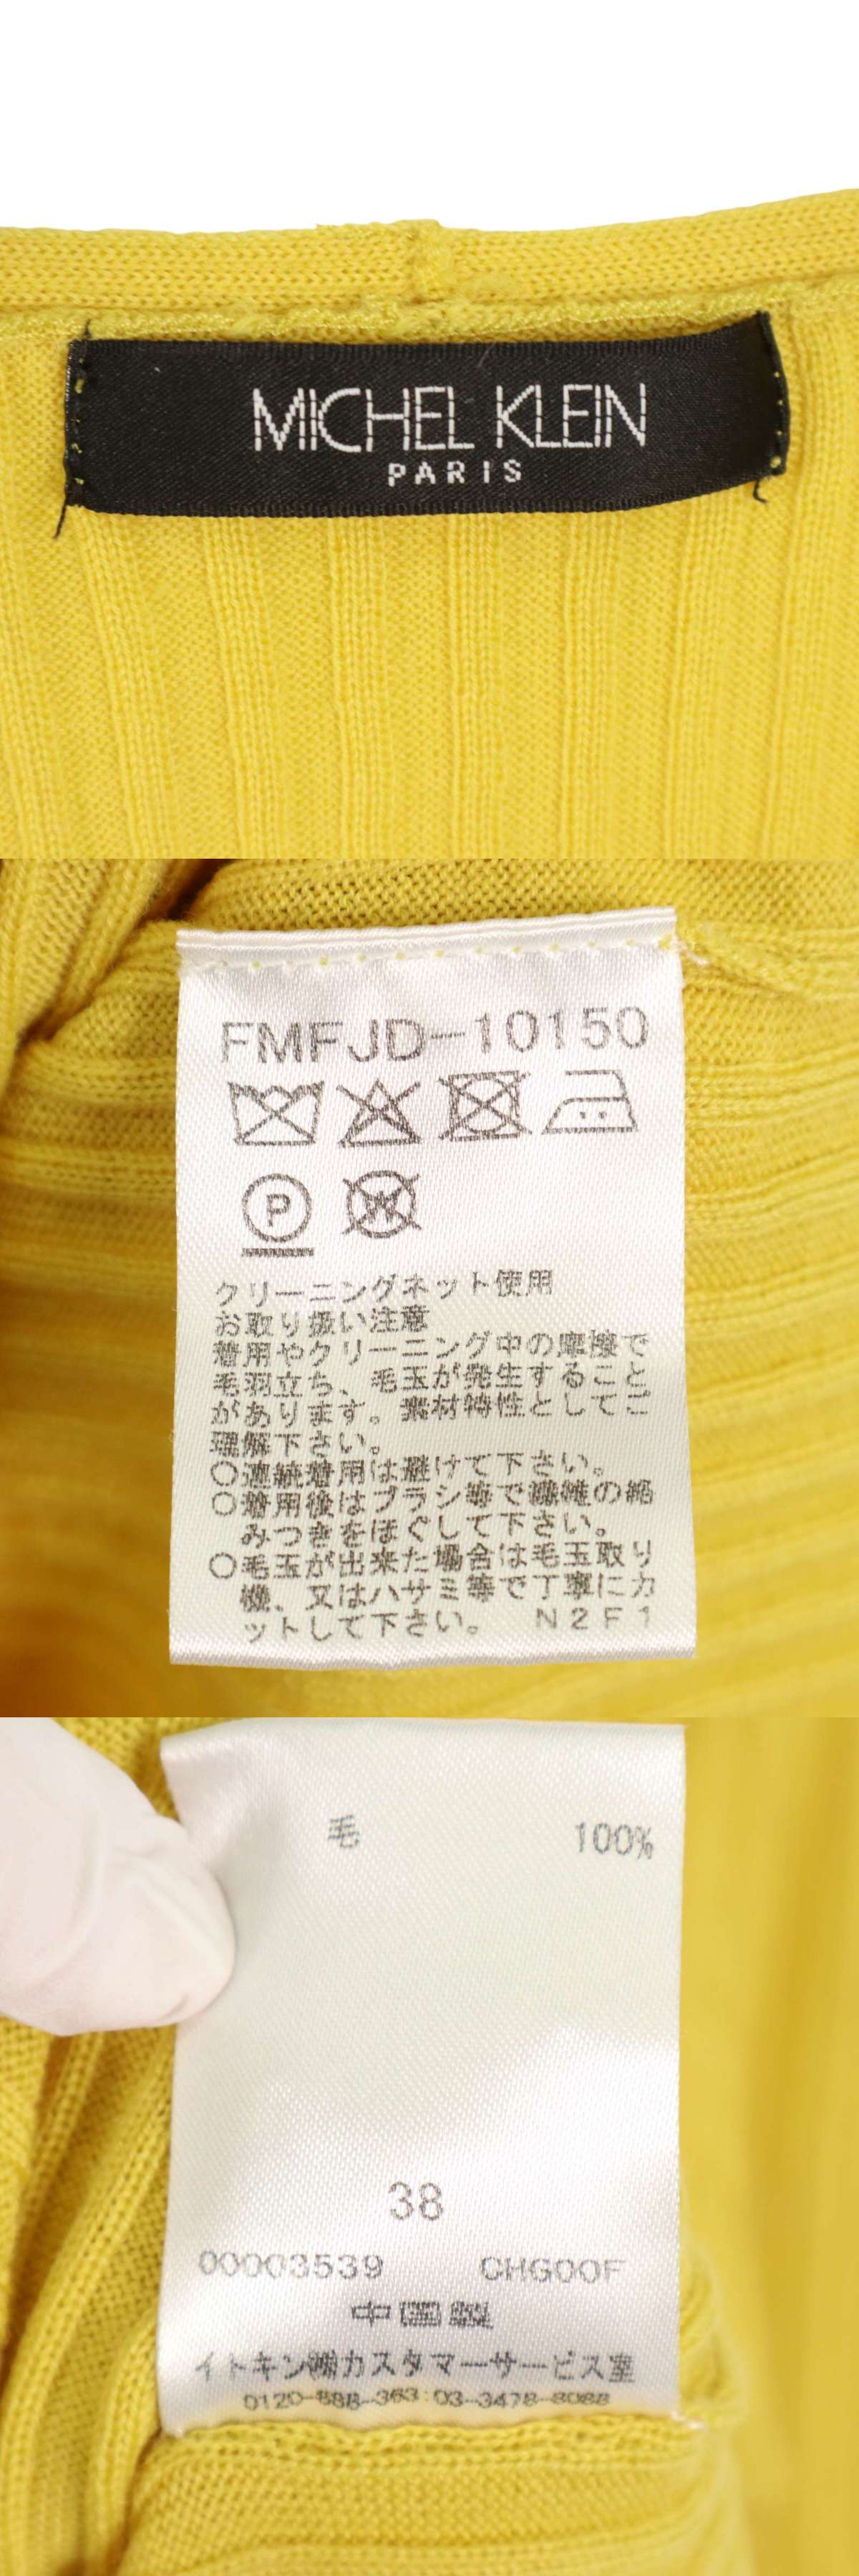 MICHEL KLEIN
PARIS
FMFJD-10150
P
W
クリーニングネット使用
お取り扱い注意
着用やクリーニング中の摩擦で
毛羽立ち、毛玉が発生すること
があります。素材特性としてご
理解下さい。
○連続着用は避けて下さい。
○着用後はブラシ等で繊維の絡
みつきをほぐして下さい。
○毛玉が出来た場合は毛玉取り
機、又はハサミ等で丁寧にカ
ットして下さい。 N2F1
毛 100%
38
00003539 CHG00F
中国製
イトキン㈱カスタマーサービス室
0120-888-363:03-3478-8088